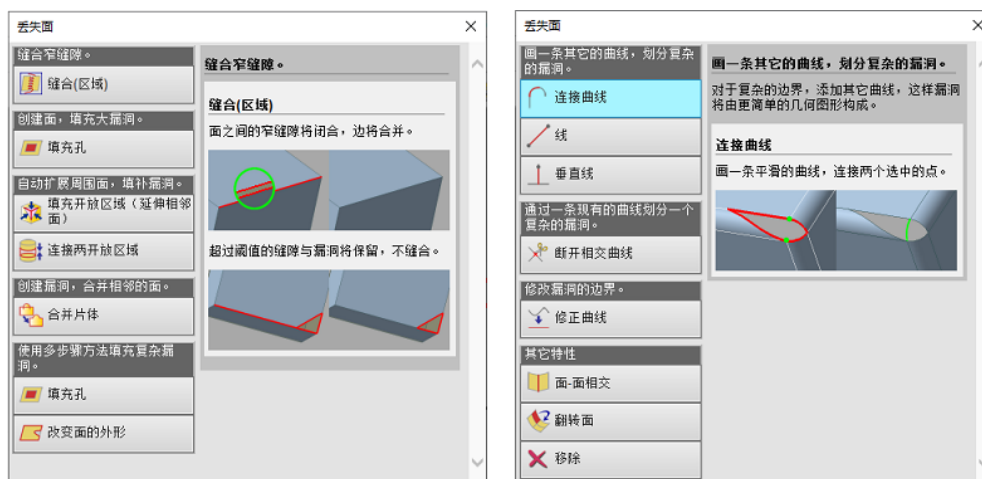 丢失面
缝合窄缝隙。
缝合(区域)
创建面，填充大漏洞。
填充孔
自动扩展周围面，填补漏洞。
填充开放区域（延伸相邻
面）
连接两开放区域
创建漏洞，合并相邻的面。
合并片体
使用多步骤方法填充复杂漏
洞。
填充孔
改变面的外形
缝合窄缝隙。
缝合(区域)
面之间的窄缝隙将闭合，边将合并。
超过阈值的缝隙与漏洞将保留，不缝合。
丢失面
画一条其它的曲线，划分复杂
的漏洞。
连接曲线
线
垂直线
通过一条现有的曲线划分一个
复杂的漏洞。
断开相交曲线
修改漏洞的边界。
修正曲线
其它特性
面-面相交
翻转面
移除
画一条其它的曲线，划分复杂的漏洞。
对于复杂的边界，添加其它曲线，这样漏洞
将由更简单的几何图形构成。
连接曲线
画一条平滑的曲线，连接两个选中的点。